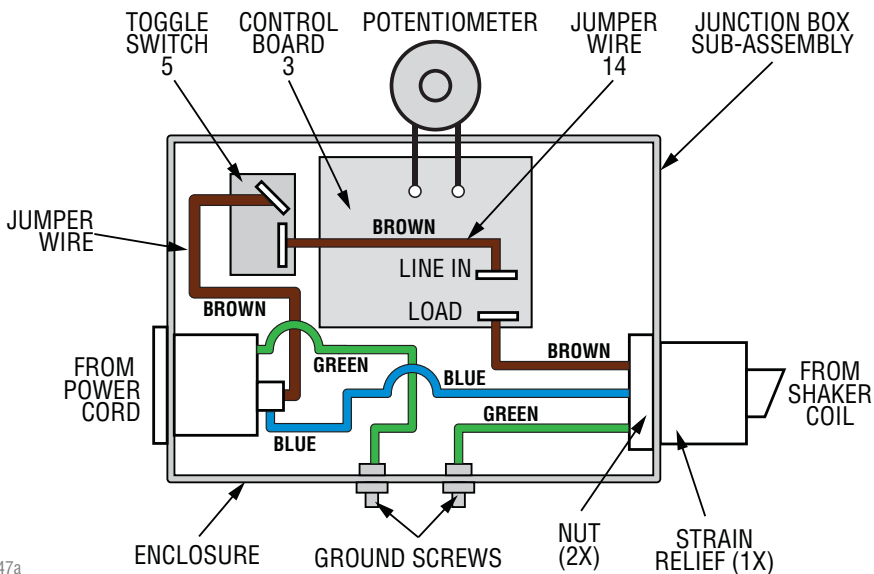 TOGGLE
SWITCH
5
CONTROL
BOARD
3
POTENTIOMETER
JUMPER
WIRE
14
JUNCTION BOX
SUB-ASSEMBLY
JUMPER
WIRE
BROWN
LINE IN
LOAD
BROWN
FROM
POWER
CORD
GREEN
BLUE
BROWN
FROM
SHAKER
COIL
BLUE
GREEN
ENCLOSURE
GROUND SCREWS
NUT
(2X)
STRAIN
RELIEF (1X)
47a